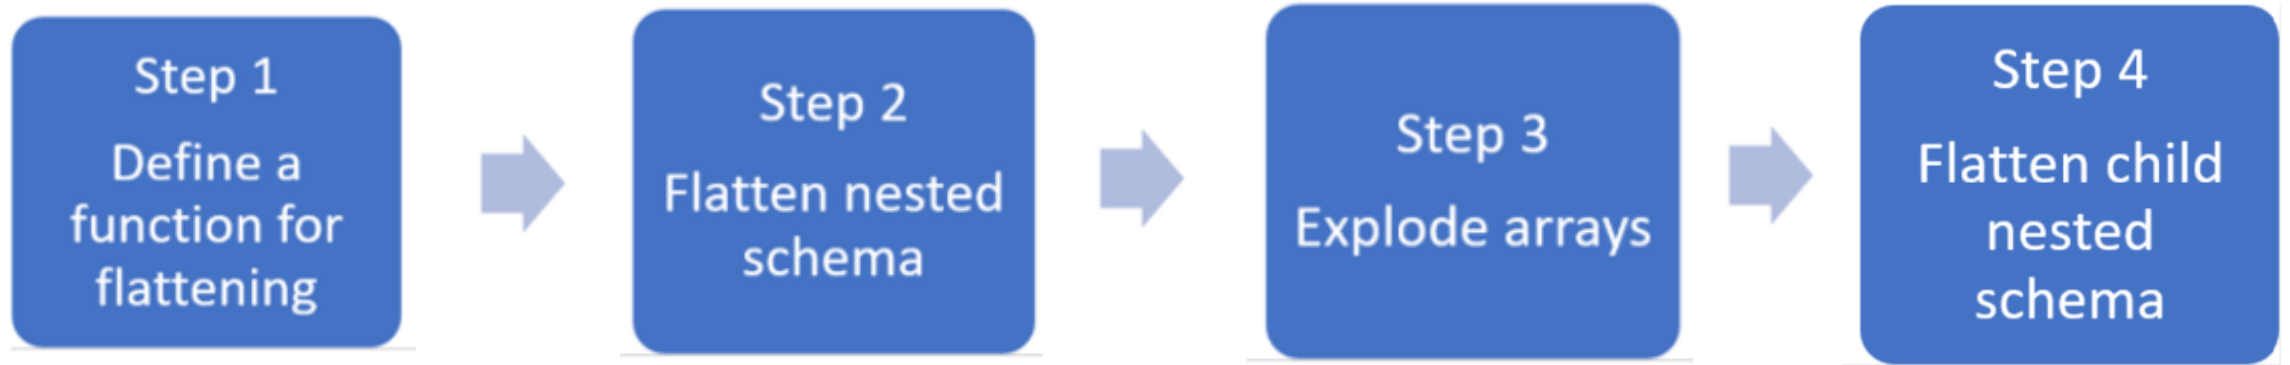 Step 1
Define a
function for
flattening
Step 2
Flatten nested
schema
Step 3
Explode arrays
Step 4
Flatten child
nested
schema